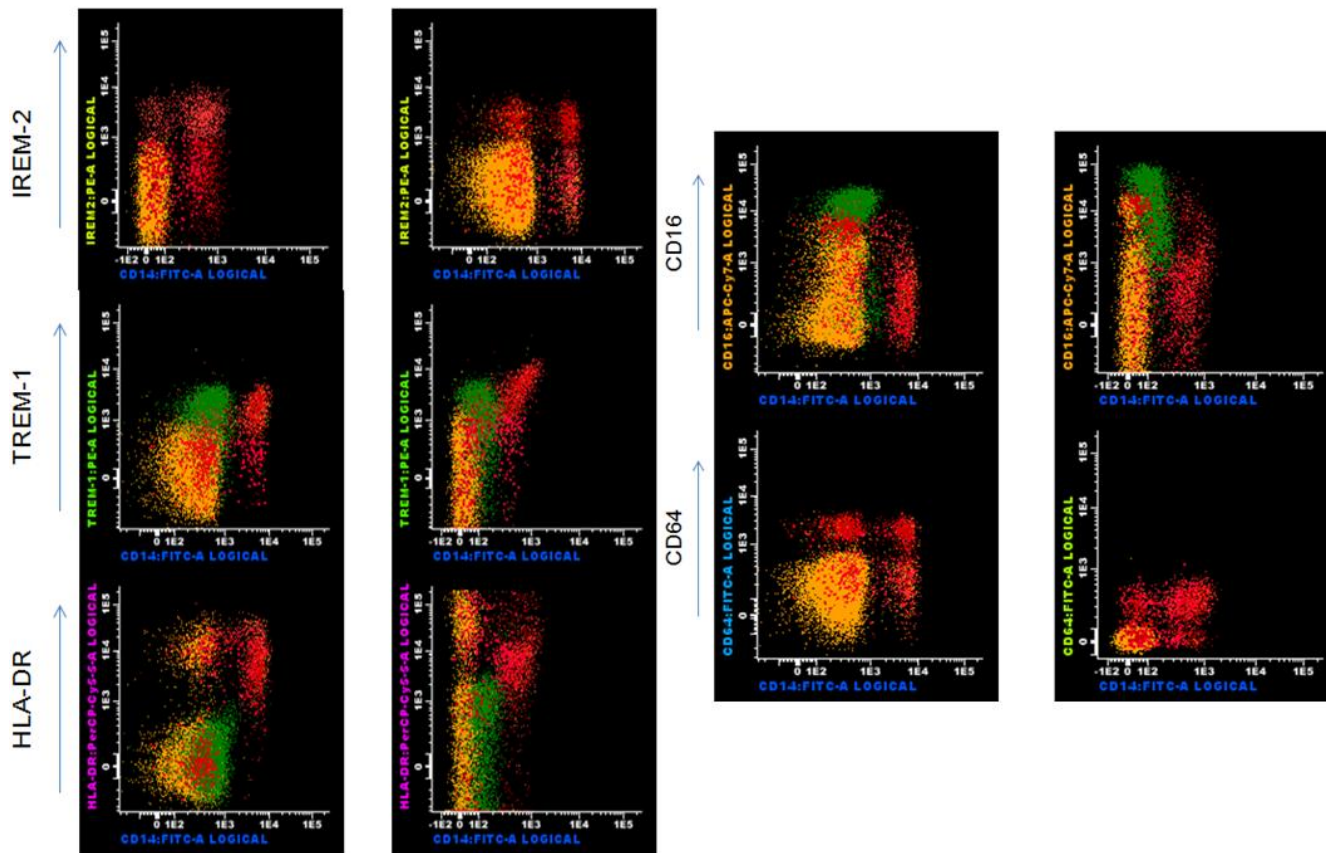 IREM-2
IREM2:PE-A LOGICAL
1E5
1E4
1E3
0
-1E2 0 1E2 1E3 1E4 1E5
CD14:FITC-A LOGICAL
IREM2:PE-A LOGICAL
1E5
1E4
1E3
0
0 1E2 1E3 1E4 1E5
CD14:FITC-A LOGICAL
TREM-1
TREM-1:PE-A LOGICAL
1E5
1E4
1E3
0
0 1E2 1E3 1E4 1E5
CD14:FITC-A LOGICAL
TREM-1:PE-A LOGICAL
1E5
1E4
1E3
0
-1E2 0 1E2 1E3 1E4 1E5
CD14:FITC-A LOGICAL
HLA-DR
HLA-DR:PerCP-Cy5-5-A LOGICAL
1E5
1E4
1E3
0
0 1E2 1E3 1E4 1E5
CD14:FITC-A LOGICAL
HLA-DR:PerCP-Cy5-5-A LOGICAL
1E5
1E4
1E3
0
-1E2 0 1E2 1E3 1E4 1E5
CD14:FITC-A LOGICAL
CD16
CD16:APC-Cy7-A LOGICAL
1E5
1E4
1E3
0
0 1E2 1E3 1E4 1E5
CD14:FITC-A LOGICAL
CD16:APC-Cy7-A LOGICAL
1E5
1E4
1E3
0
-1E2 0 1E2 1E3 1E4 1E5
CD14:FITC-A LOGICAL
CD64
CD64:FITC-A LOGICAL
1E5
1E4
1E3
0
0 1E2 1E3 1E4 1E5
CD14:FITC-A LOGICAL
CD64:FITC-A LOGICAL
1E5
1E4
1E3
0
-1E2 0 1E2 1E3 1E4 1E5
CD14:FITC-A LOGICAL